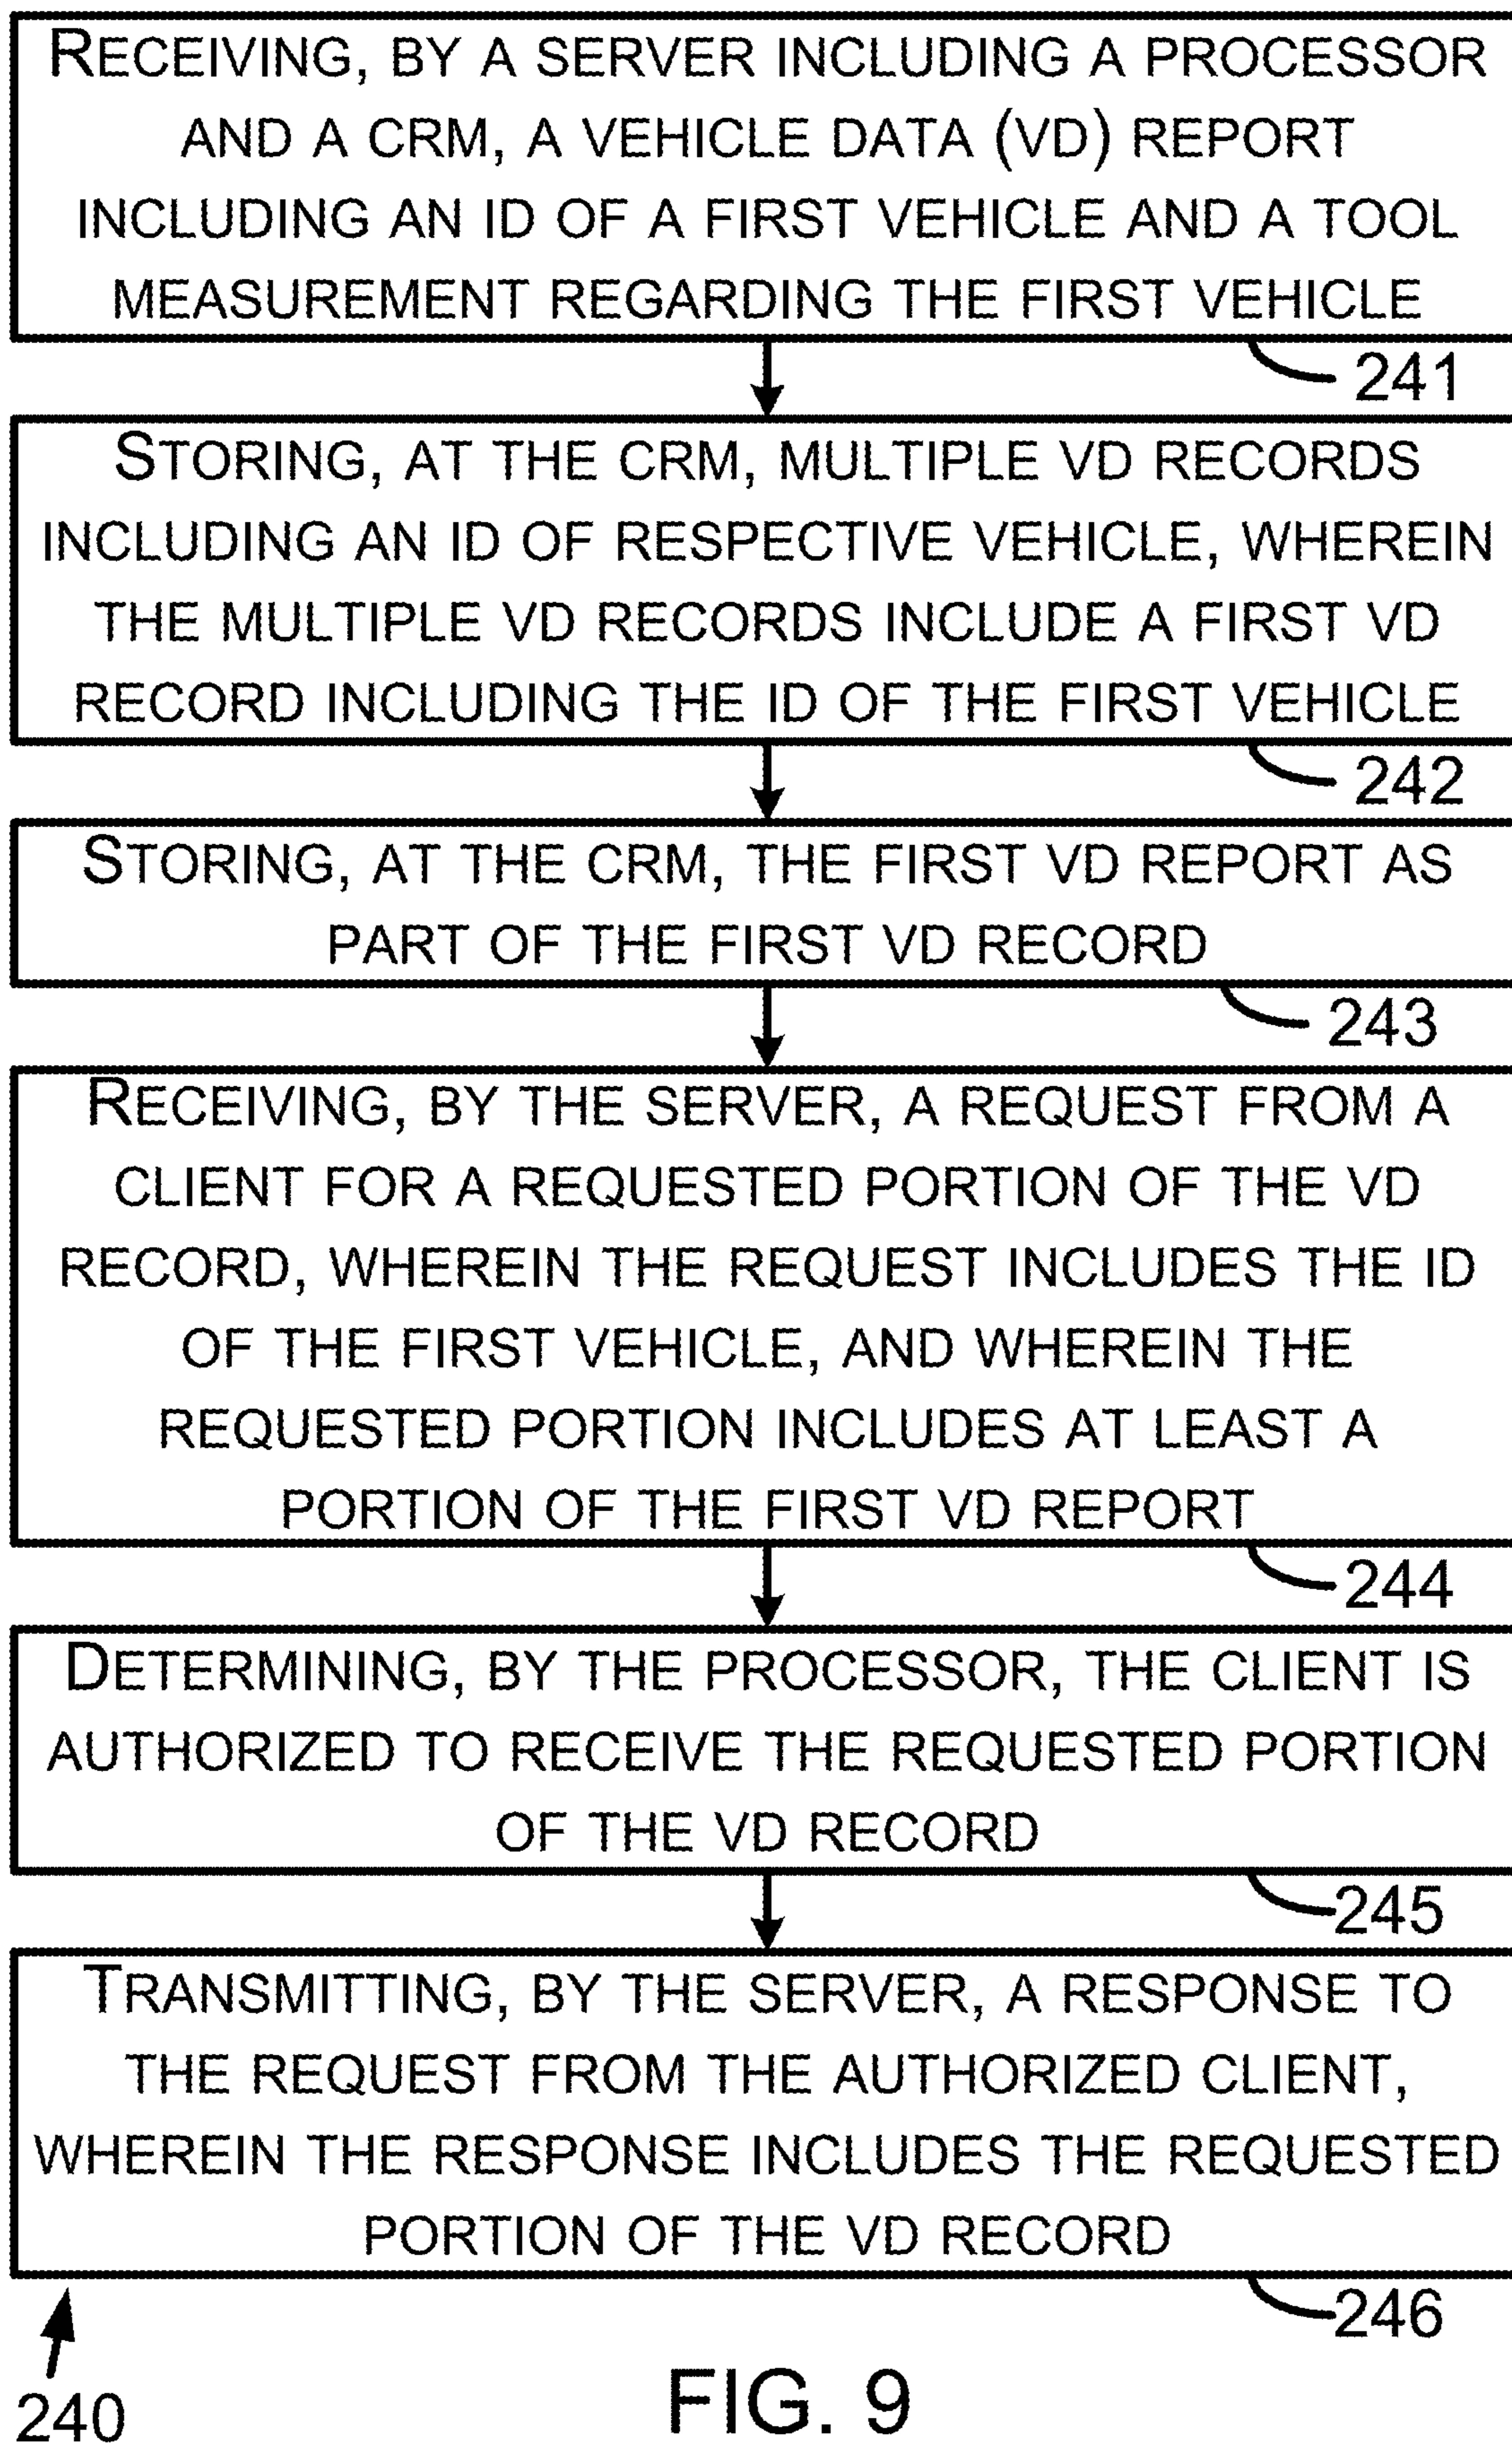 RECEIVING, BY A SERVER INCLUDING A PROCESSOR
AND A CRM, A VEHICLE DATA (VD) REPORT
INCLUDING AN ID OF A FIRST VEHICLE AND A TOOL
MEASUREMENT REGARDING THE FIRST VEHICLE
241
STORING, AT THE CRM, MULTIPLE VD RECORDS
INCLUDING AN ID OF RESPECTIVE VEHICLE, WHEREIN
THE MULTIPLE VD RECORDS INCLUDE A FIRST VD
RECORD INCLUDING THE ID OF THE FIRST VEHICLE
242
STORING, AT THE CRM, THE FIRST VD REPORT AS
PART OF THE FIRST VD RECORD
243
RECEIVING, BY THE SERVER, A REQUEST FROM A
CLIENT FOR A REQUESTED PORTION OF THE VD
RECORD, WHEREIN THE REQUEST INCLUDES THE ID
OF THE FIRST VEHICLE, AND WHEREIN THE
REQUESTED PORTION INCLUDES AT LEAST A
PORTION OF THE FIRST VD REPORT
244
DETERMINING, BY THE PROCESSOR, THE CLIENT IS
AUTHORIZED TO RECEIVE THE REQUESTED PORTION
OF THE VD RECORD
245
TRANSMITTING, BY THE SERVER, A RESPONSE TO
THE REQUEST FROM THE AUTHORIZED CLIENT,
WHEREIN THE RESPONSE INCLUDES THE REQUESTED
PORTION OF THE VD RECORD
246
240
FIG. 9